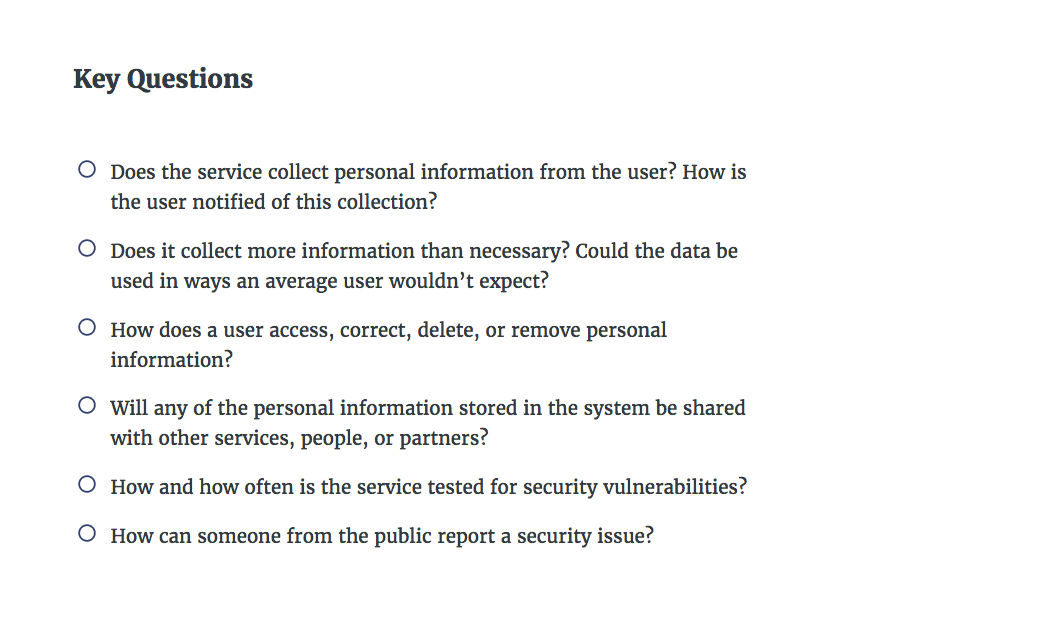 Key Questions
Does the service collect personal information from the user? How is
the user notified of this collection?
Does it collect more information than necessary? Could the data be
used in ways an average user wouldn’t expect?
How does a user access, correct, delete, or remove personal
information?
Will any of the personal information stored in the system be shared
with other services, people, or partners?
How and how often is the service tested for security vulnerabilities?
How can someone from the public report a security issue?